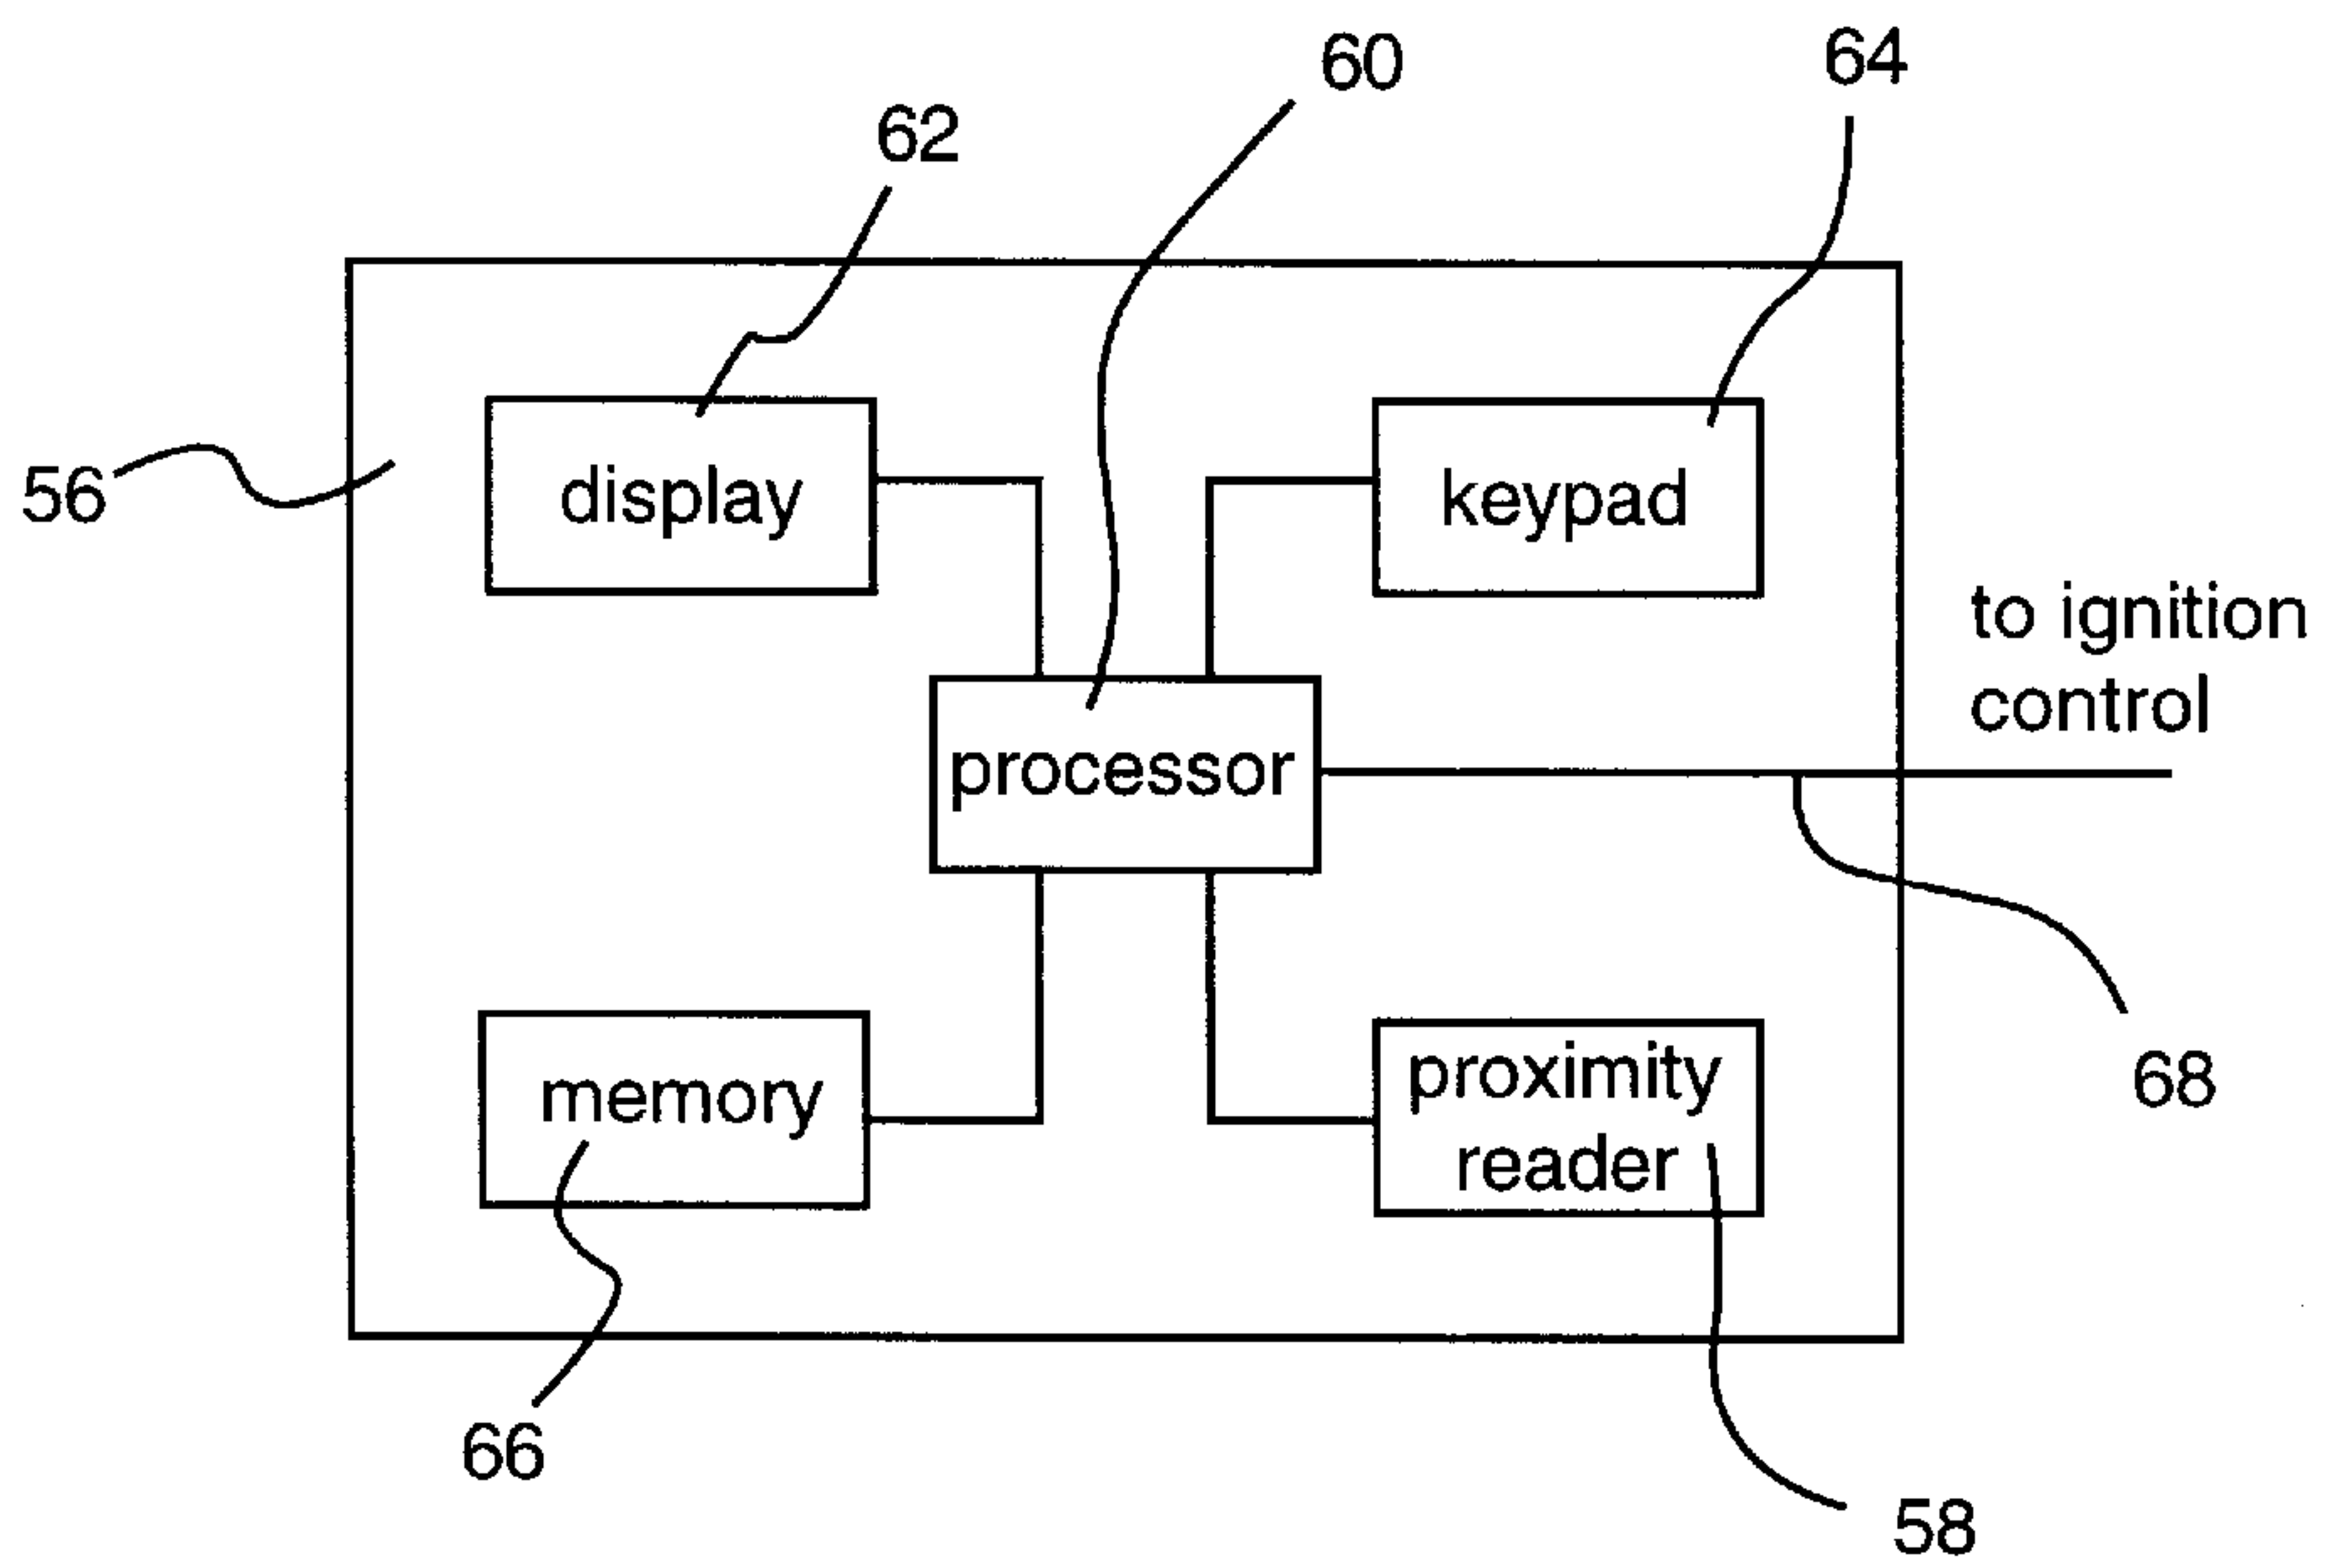 60
64
62
display
keypad
56
to ignition
control
processor
memory
proximity
reader
68
66
58